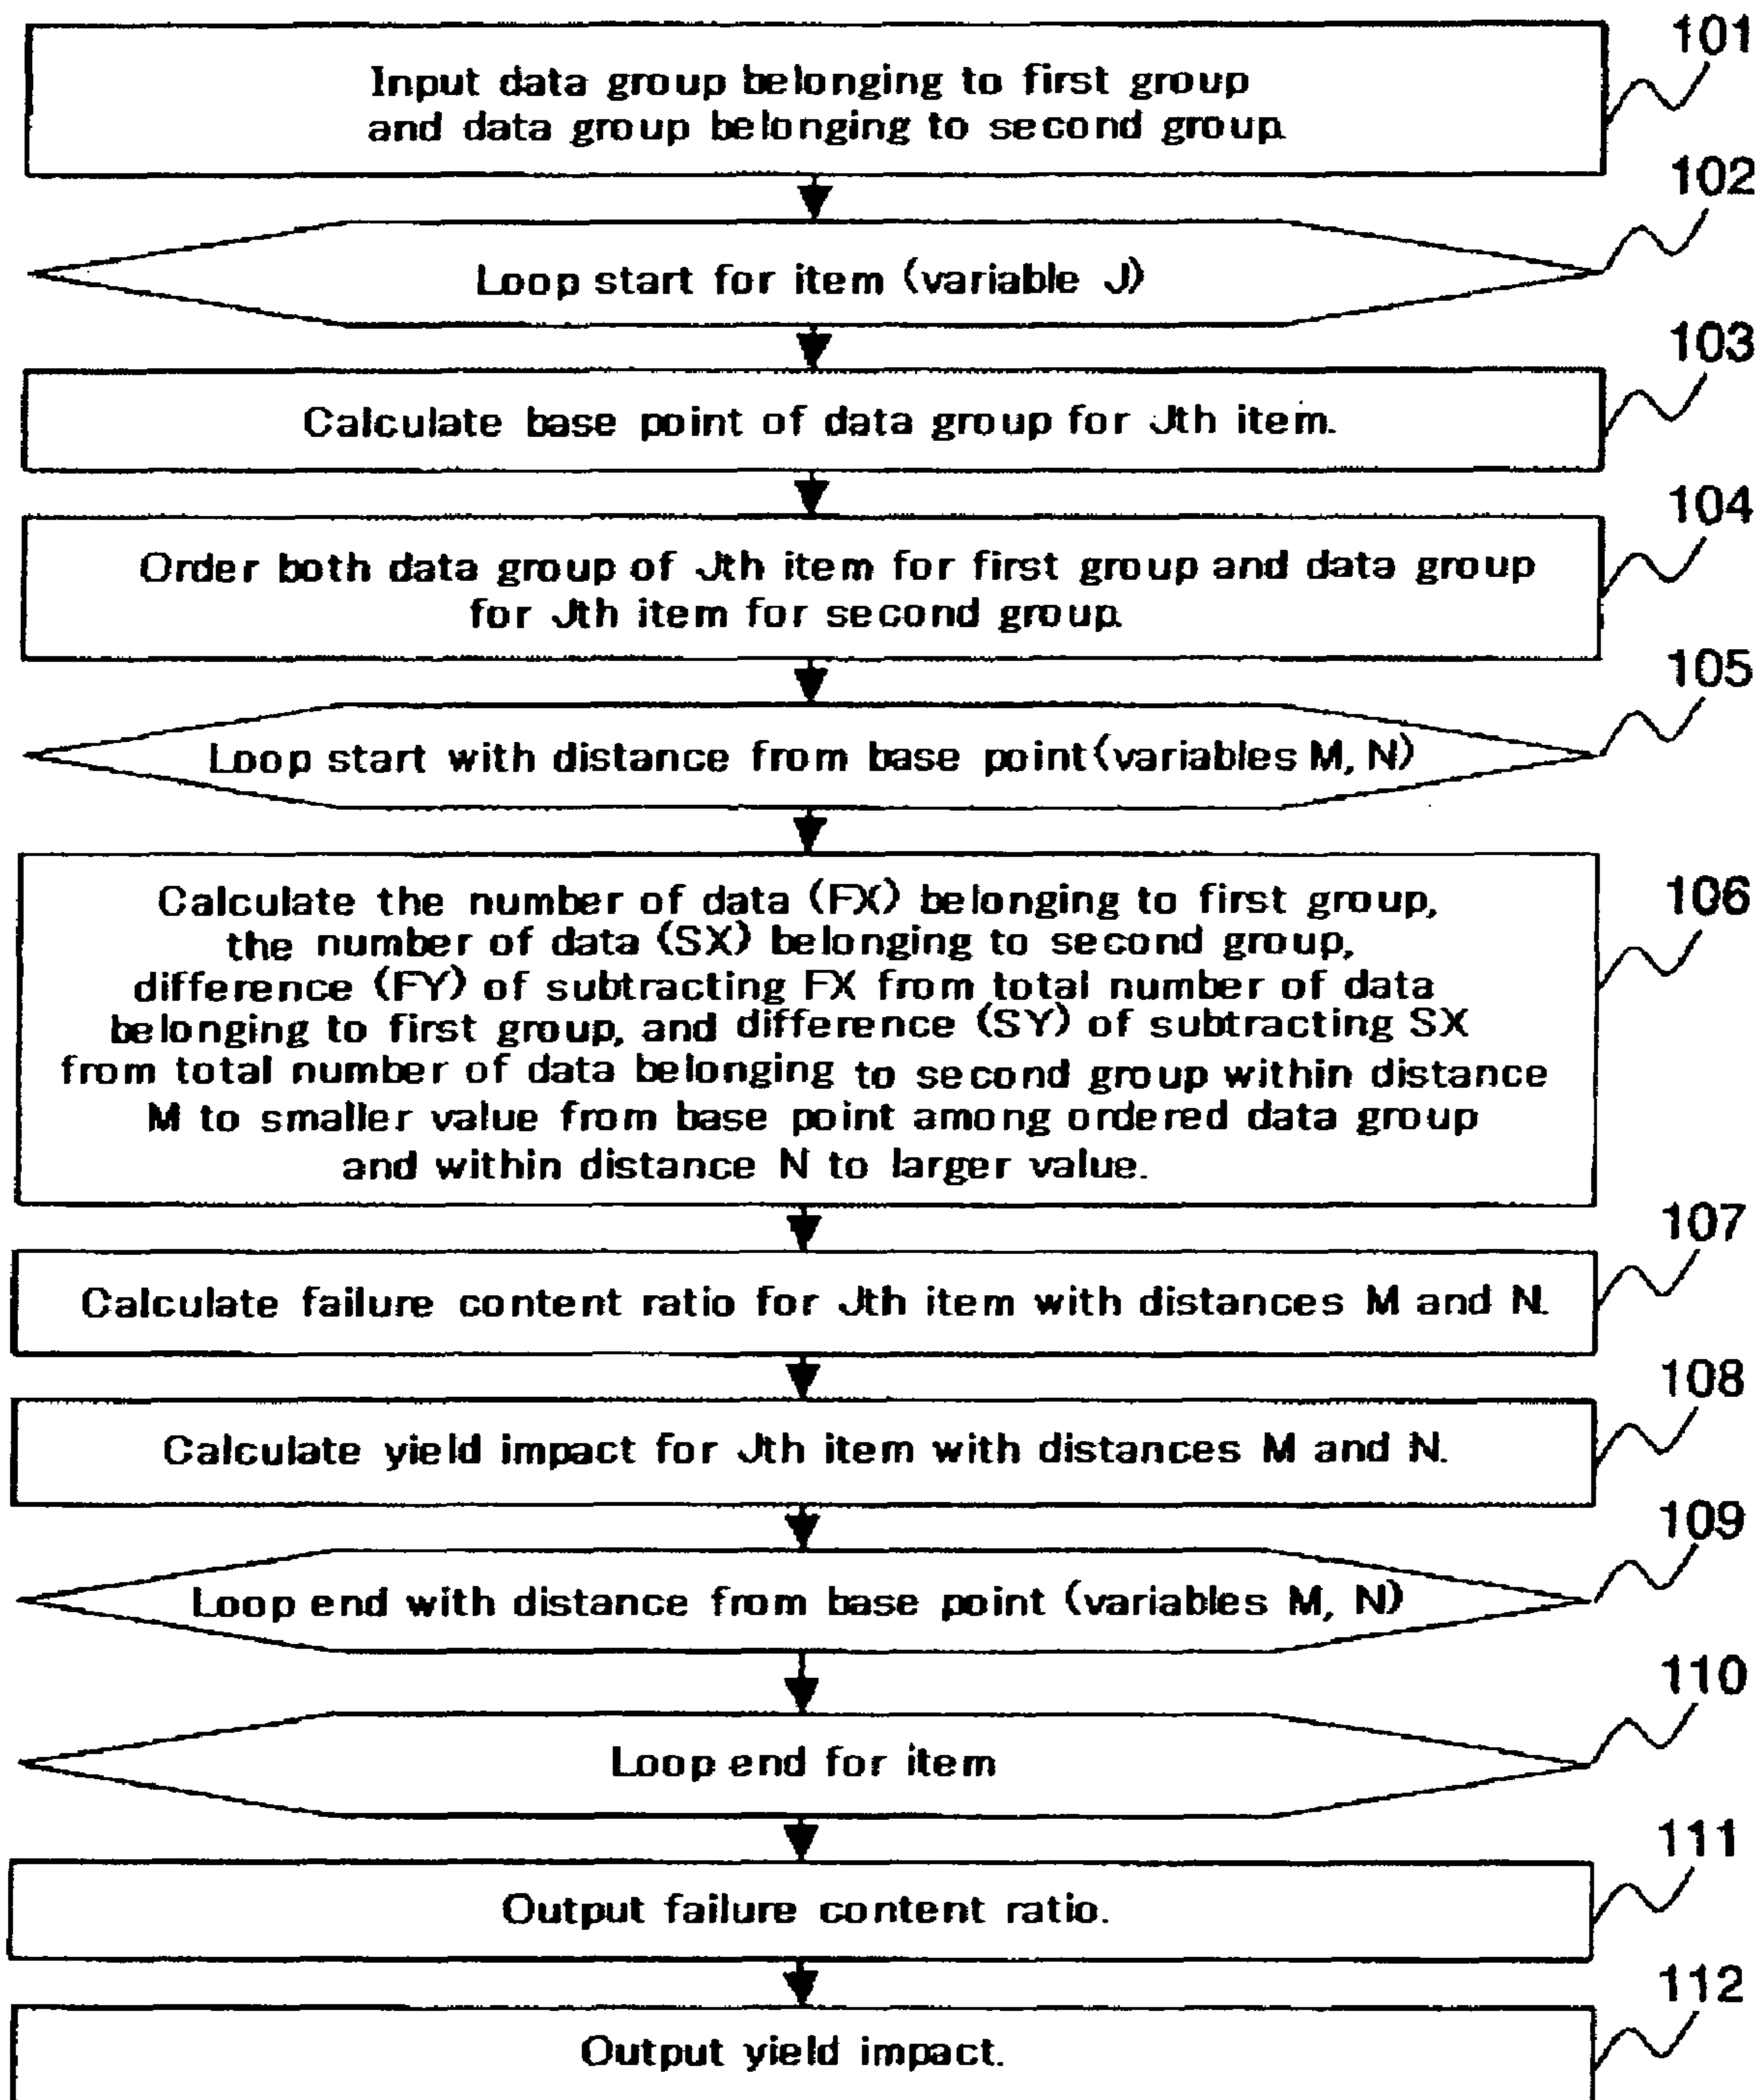 101
Input data group belonging to first group
and data group belonging to second group.
102
Loop start for item (variable J)
103
Calculate base point of data group for Jth item.
104
Order both data group of Jth item for first group and data group
for Jth item for second group.
105
Loop start with distance from base point(variables M, N)
106
Calculate the number of data (FX) belonging to first group,
the number of data (SX) belonging to second group,
difference (FY) of subtracting FX from total number of data
belonging to first group, and difference (SY) of subtracting SX
from total number of data belonging to second group within distance
M to smaller value from base point among ordered data group
and within distance N to larger value.
107
Calculate failure content ratio for Jth item with distances M and N.
108
Calculate yield impact for Jth item with distances M and N.
109
Loop end with distance from base point (variables M, N)
110
Loop end for item
111
Output failure content ratio.
112
Output yield impact.